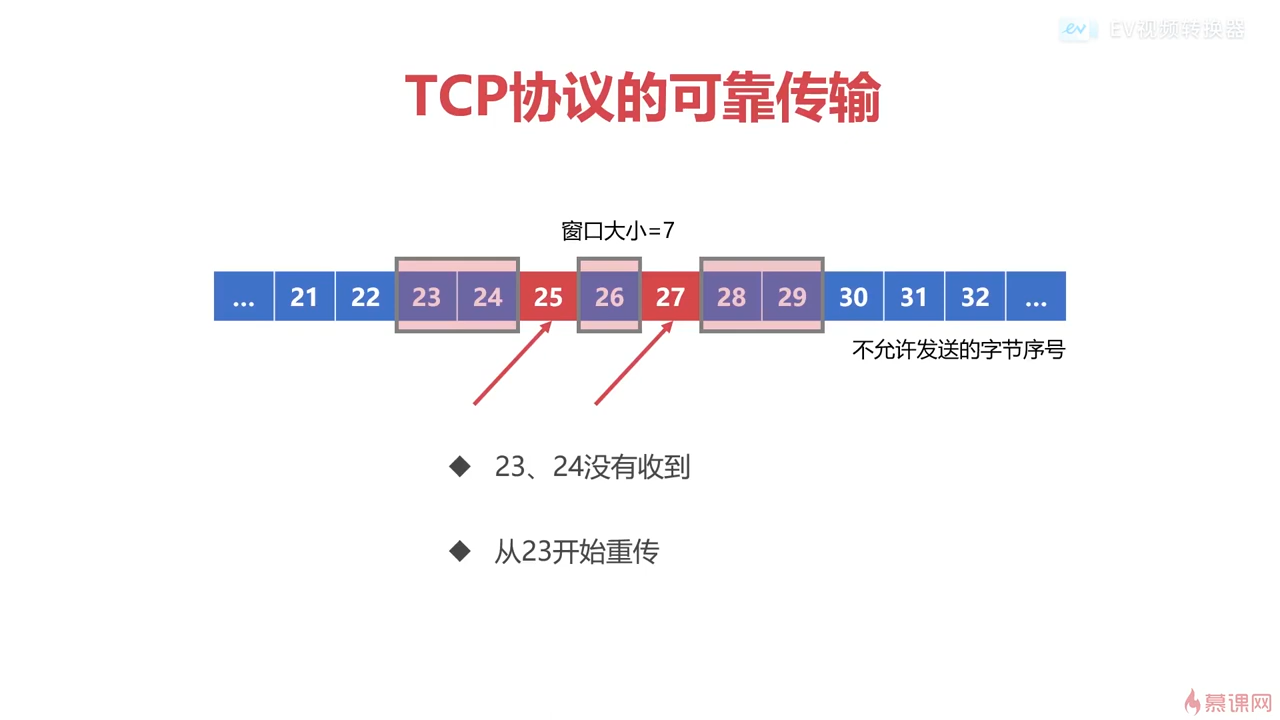 EV视频转换器
TCP协议的可靠传输
窗口大小=7
... 21 22 23 24 25 26 27 28 29 30 31 32 ...
不允许发送的字节序号
◆ 23、24没有收到
◆ 从23开始重传
慕课网